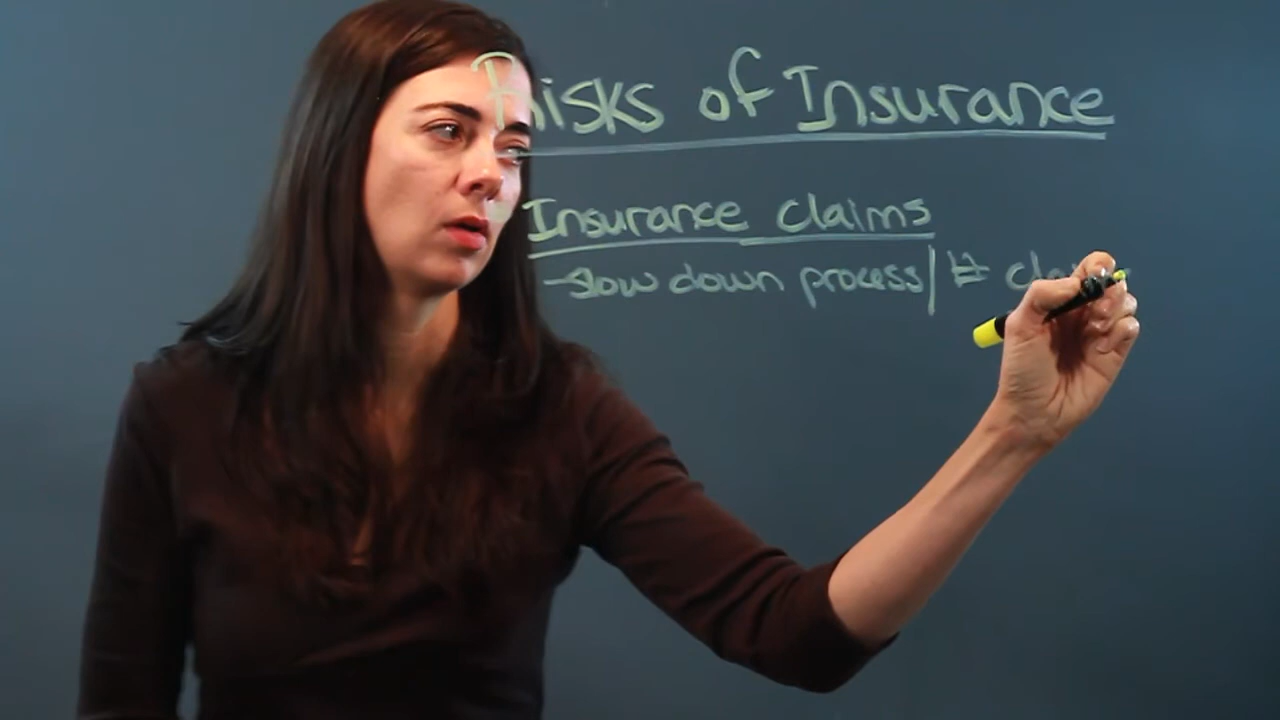 Risks of Insurance
Insurance claims
-slow down process/#